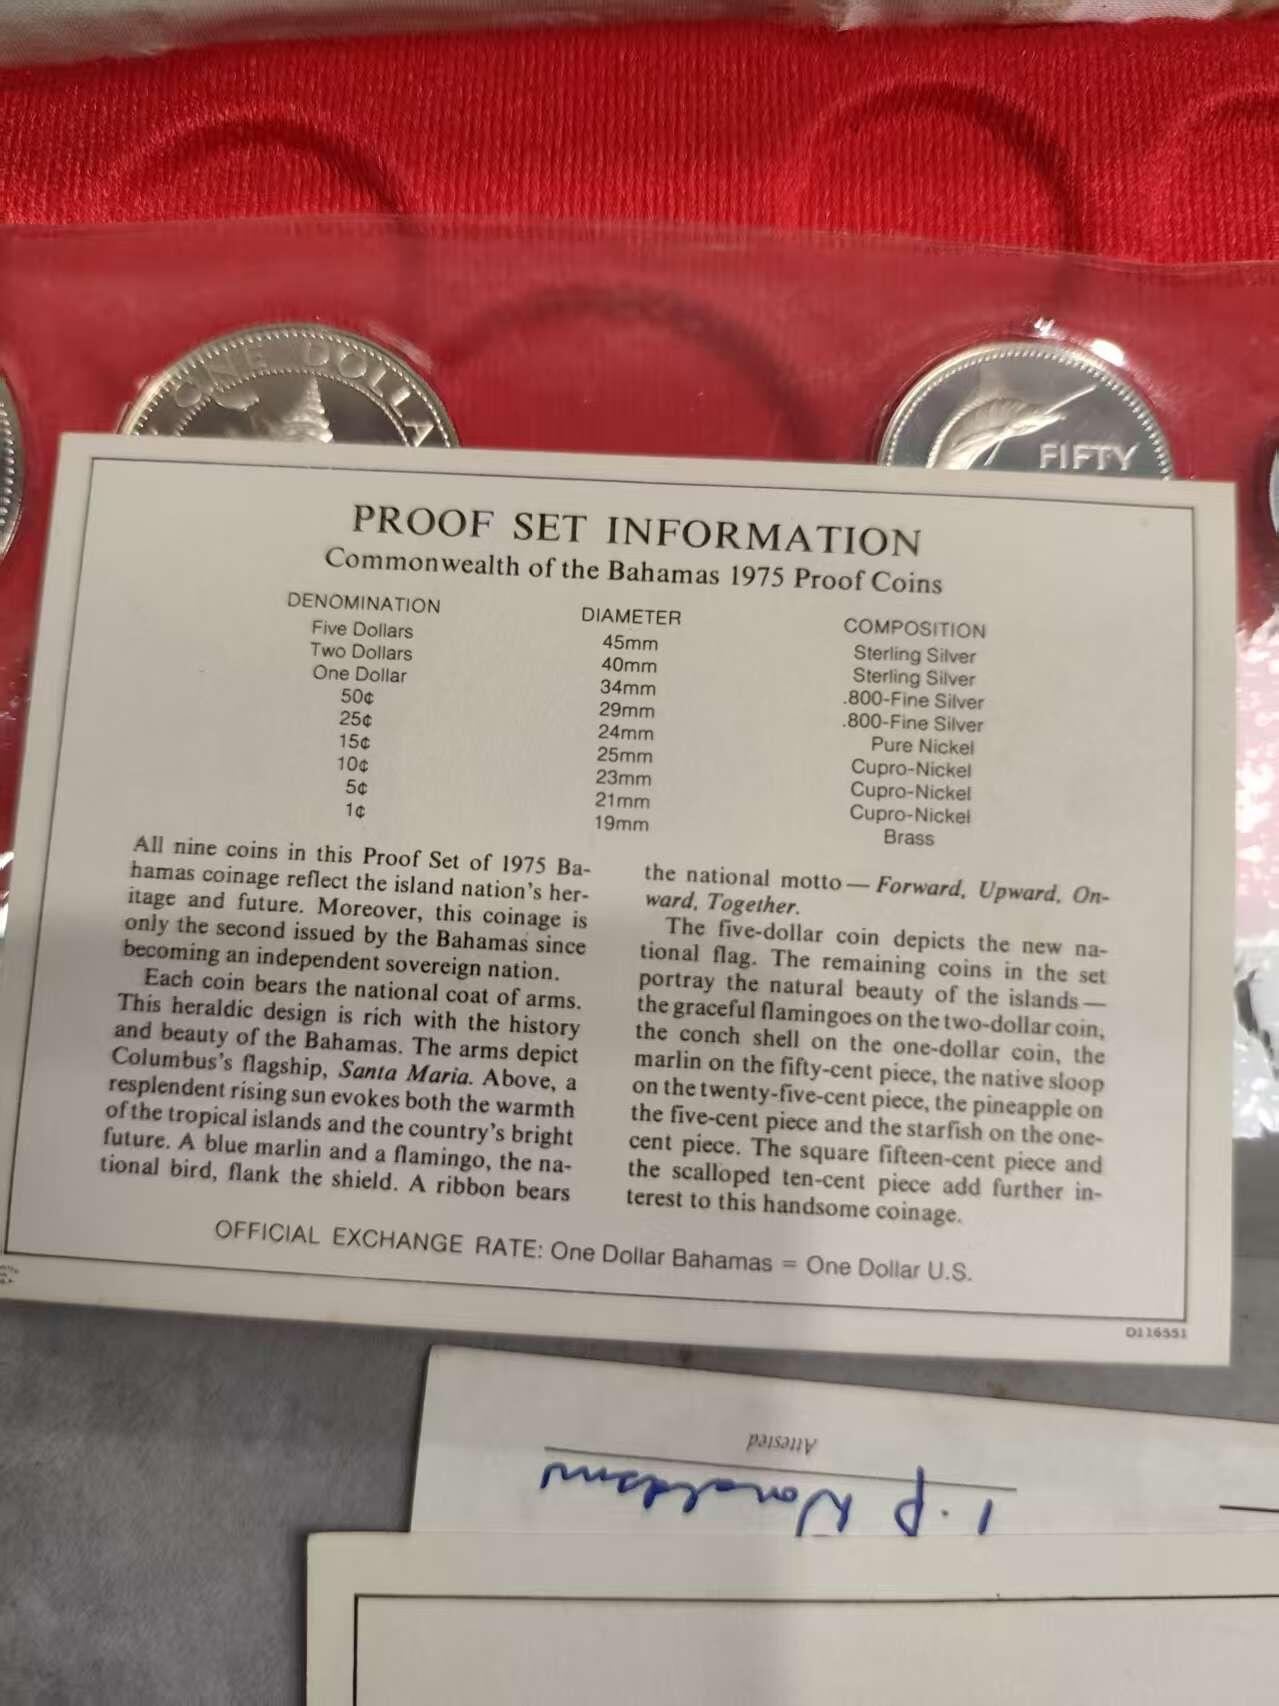 ONE DOLLA
FIFTY
PROOF SET INFORMATION
Commonwealth of the Bahamas 1975 Proof Coins
DENOMINATION DIAMETER COMPOSITION
Five Dollars 45mm Sterling Silver
Two Dollars 40mm Sterling Silver
One Dollar 34mm .800-Fine Silver
50¢ 29mm .800-Fine Silver
25¢ 24mm Pure Nickel
15¢ 25mm Cupro-Nickel
10¢ 23mm Cupro-Nickel
5¢ 21mm Cupro-Nickel
1¢ 19mm Brass
All nine coins in this Proof Set of 1975 Ba-
hamas coinage reflect the island nation's her-
itage and future. Moreover, this coinage is
only the second issued by the Bahamas since
becoming an independent sovereign nation.
Each coin bears the national coat of arms.
This heraldic design is rich with the history
and beauty of the Bahamas. The arms depict
Columbus's flagship, Santa Maria. Above, a
resplendent rising sun evokes both the warmth
of the tropical islands and the country's bright
future. A blue marlin and a flamingo, the na-
tional bird, flank the shield. A ribbon bears
the national motto — Forward, Upward, On-
ward, Together.
The five-dollar coin depicts the new na-
tional flag. The remaining coins in the set
portray the natural beauty of the islands —
the graceful flamingoes on the two-dollar coin,
the conch shell on the one-dollar coin, the
marlin on the fifty-cent piece, the native sloop
on the twenty-five-cent piece, the pineapple on
the five-cent piece and the starfish on the one-
cent piece. The square fifteen-cent piece and
the scalloped ten-cent piece add further in-
terest to this handsome coinage.
OFFICIAL EXCHANGE RATE: One Dollar Bahamas = One Dollar U.S.
D116551
Attested